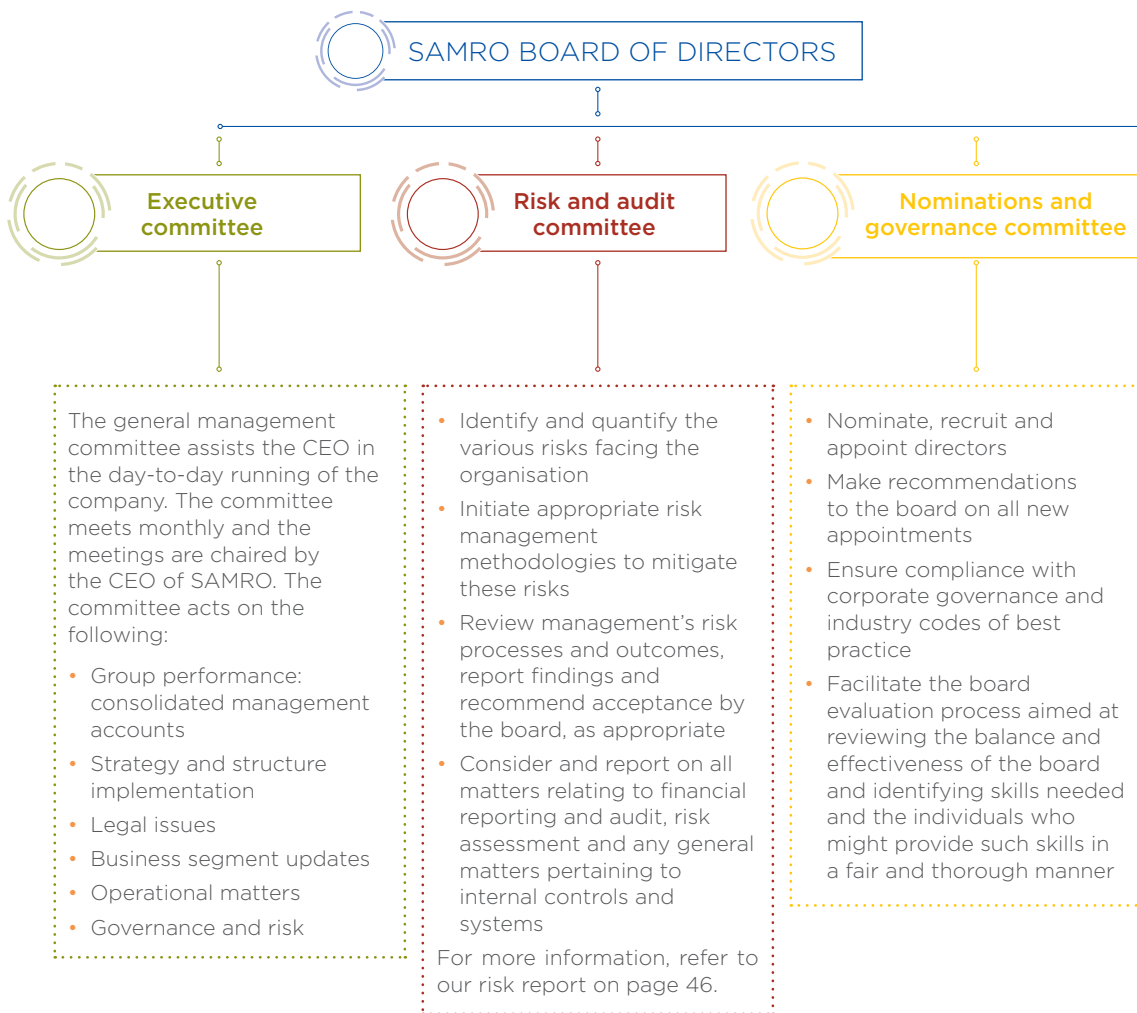 SAMRO BOARD OF DIRECTORS
Executive
committee
The general management
committee assists the CEO in
the day-to-day running of the
company. The committee
meets monthly and the
meetings are chaired by
the CEO of SAMRO. The
committee acts on the
following:
• Group performance:
consolidated management
accounts
• Strategy and structure
implementation
• Legal issues
• Business segment updates
• Operational matters
• Governance and risk
Risk and audit
committee
• Identify and quantify the
various risks facing the
organisation
• Initiate appropriate risk
management
methodologies to mitigate
these risks
• Review management’s risk
processes and outcomes,
report findings and
recommend acceptance by
the board, as appropriate
• Consider and report on all
matters relating to financial
reporting and audit, risk
assessment and any general
matters pertaining to
internal controls and
systems
For more information, refer to
our risk report on page 46.
Nominations and
governance committee
• Nominate, recruit and
appoint directors
• Make recommendations
to the board on all new
appointments
• Ensure compliance with
corporate governance and
industry codes of best
practice
• Facilitate the board
evaluation process aimed at
reviewing the balance and
effectiveness of the board
and identifying skills needed
and the individuals who
might provide such skills in
a fair and thorough manner